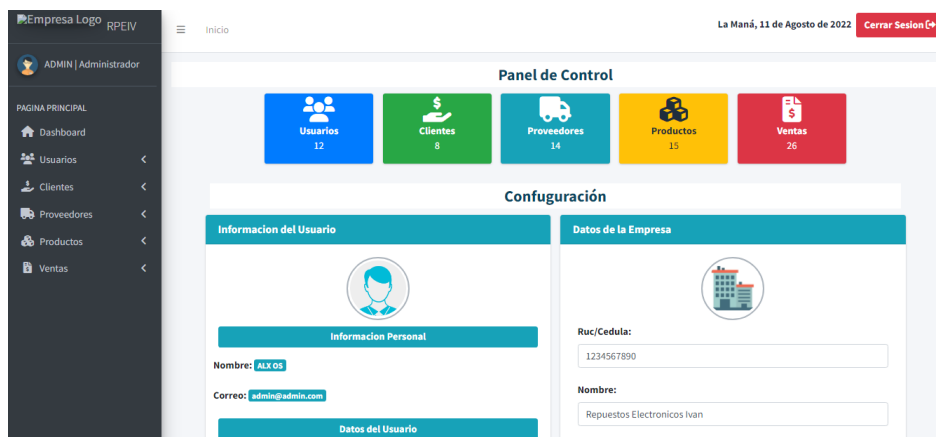 Empresa Logo RPEIV
ADMIN | Administrador
PAGINA PRINCIPAL
Dashboard
Usuarios
Clientes
Proveedores
Productos
Ventas
Inicio
La Maná, 11 de Agosto de 2022
Cerrar Sesion
Panel de Control
Usuarios
12
Clientes
8
Proveedores
14
Productos
15
Ventas
26
Confuguración
Informacion del Usuario
Informacion Personal
Nombre: ALX OS
Correo: admin@admin.com
Datos del Usuario
Datos de la Empresa
Ruc/Cedula:
1234567890
Nombre:
Repuestos Electronicos Ivan